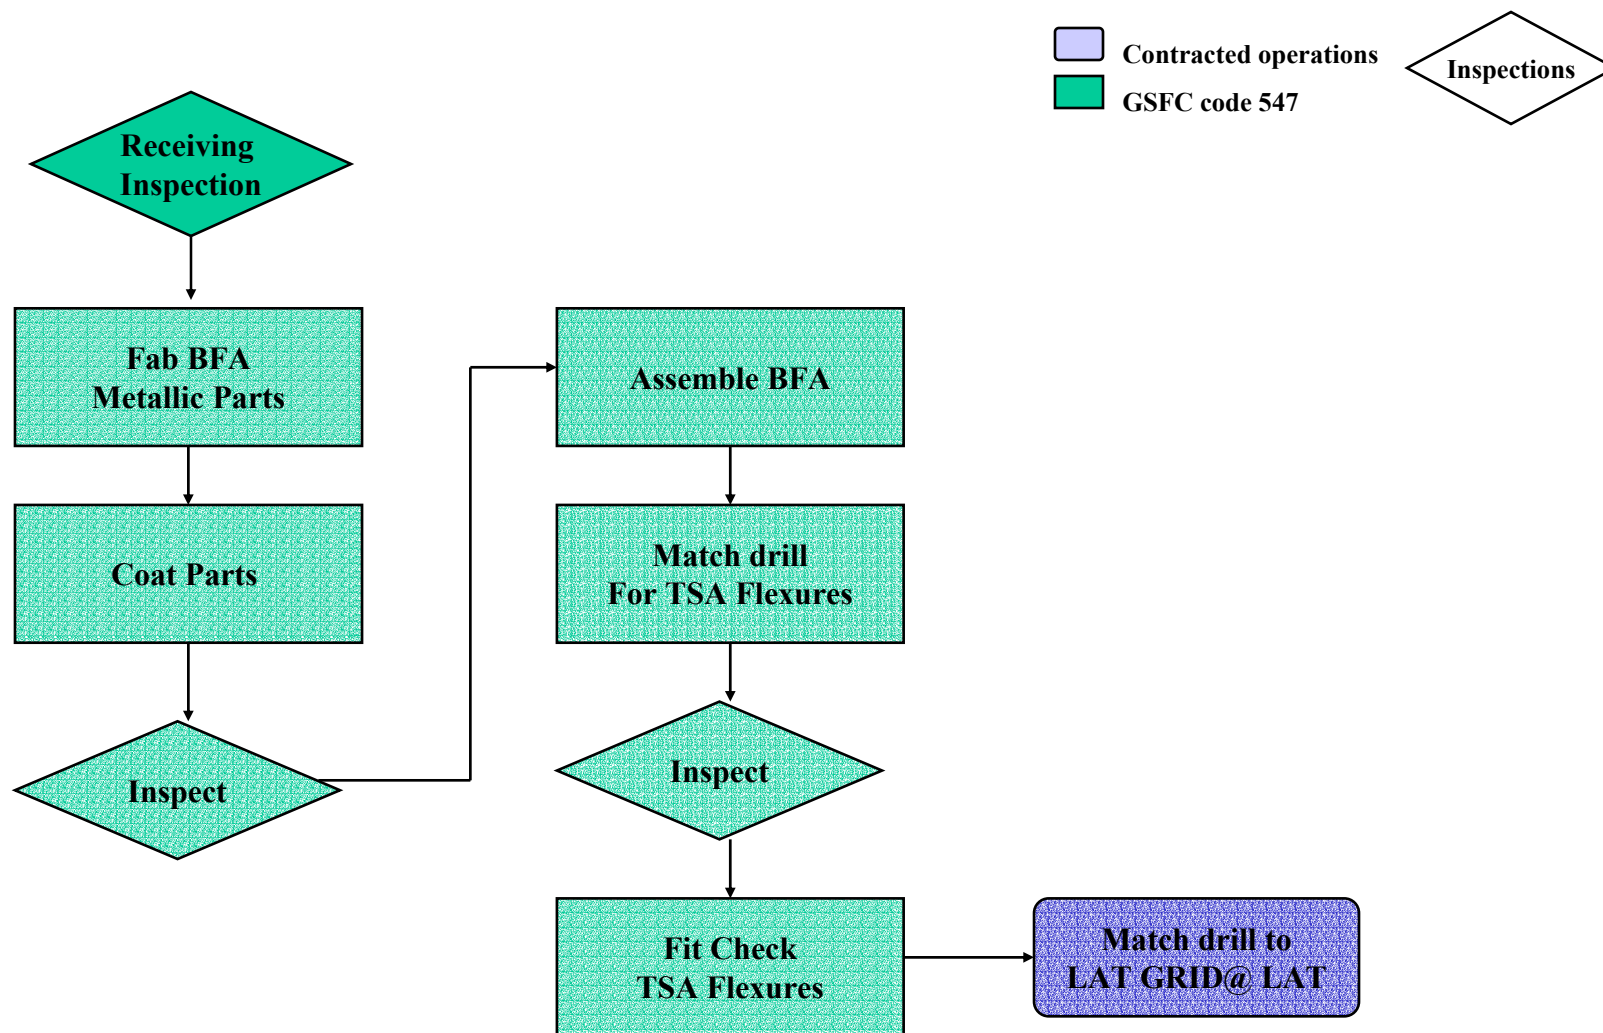 Contracted operations
GSFC code 547
Inspections
Receiving
Inspection
Fab BFA
Metallic Parts
Coat Parts
Inspect
Assemble BFA
Match drill
For TSA Flexures
Inspect
Fit Check
TSA Flexures
Match drill to
LAT GRID@ LAT